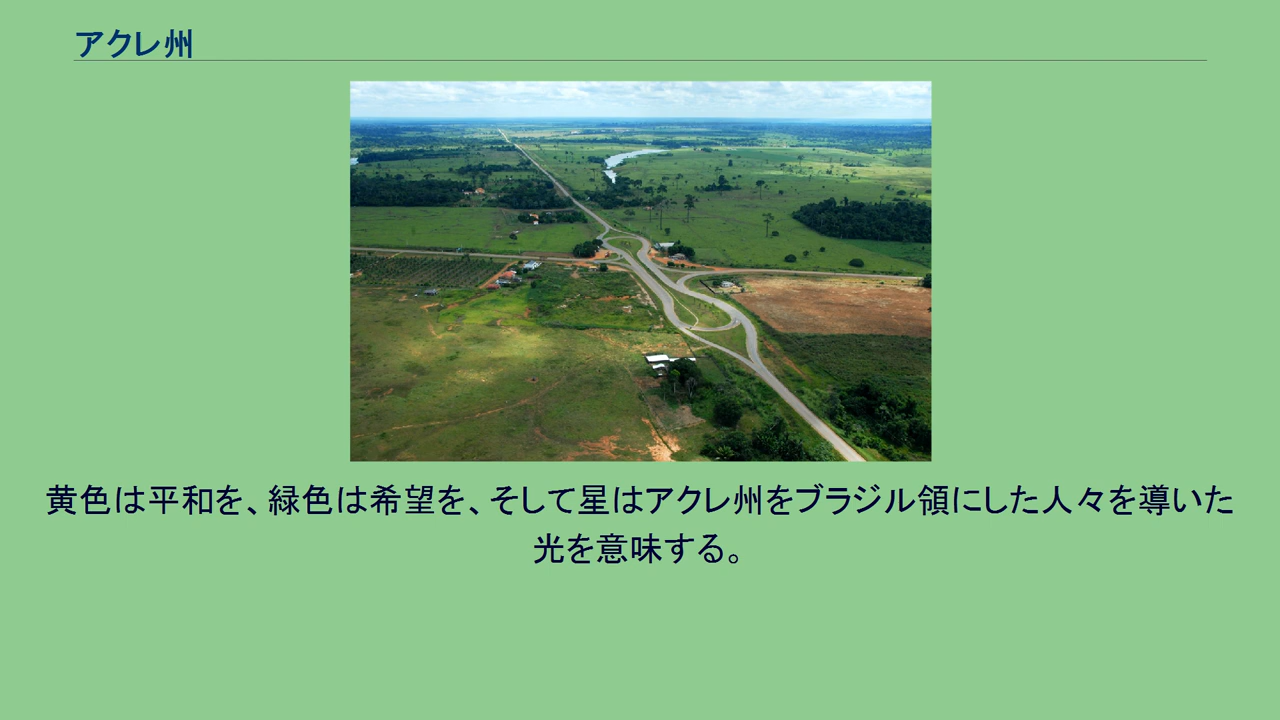 アクレ州
黄色は平和を、緑色は希望を、そして星はアクレ州をブラジル領にした人々を導いた
光を意味する。